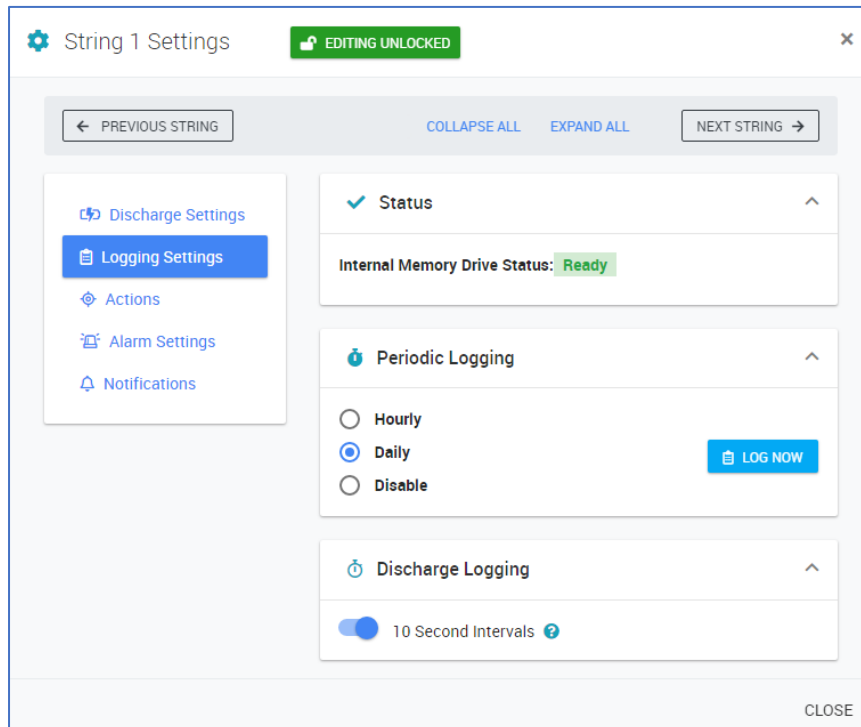 String 1 Settings
EDITING UNLOCKED
PREVIOUS STRING
COLLAPSE ALL
EXPAND ALL
NEXT STRING
Discharge Settings
Logging Settings
Actions
Alarm Settings
Notifications
Status
Internal Memory Drive Status: Ready
Periodic Logging
Hourly
Daily
Disable
LOG NOW
Discharge Logging
10 Second Intervals ?
CLOSE